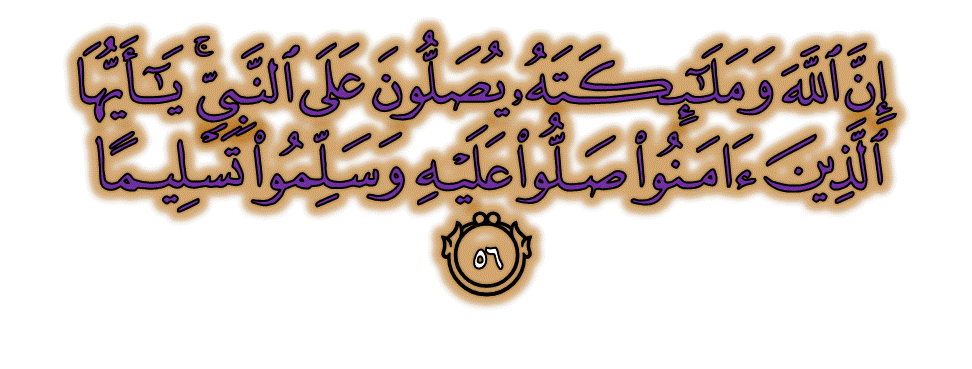 إِنَّ ٱللَّهَ وَمَلَـٰٓئِكَتَهُۥ يُصَلُّونَ عَلَى ٱلنَّبِىِّ ۚ يَـٰٓأَيُّهَا
ٱلَّذِينَ ءَامَنُوا۟ صَلُّوا۟ عَلَيْهِ وَسَلِّمُوا۟ تَسْلِيمًا
٥٦